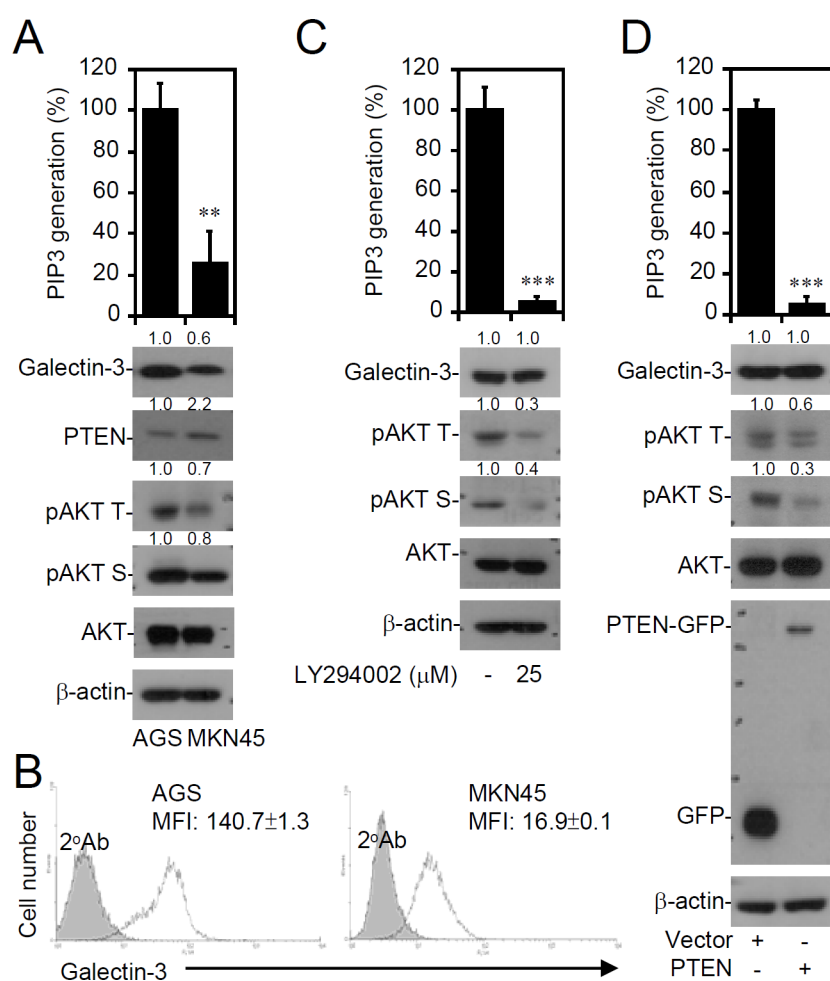 A
PIP3 generation (%)
120
100
80
60
40
20
0
**
1.0 0.6
Galectin-3-
1.0 2.2
PTEN-
1.0 0.7
pAKT T-
1.0 0.8
pAKT S-
AKT-
β-actin-
AGS MKN45
C
PIP3 generation (%)
120
100
80
60
40
20
0
***
1.0 1.0
Galectin-3-
1.0 0.3
pAKT T-
1.0 0.4
pAKT S-
AKT-
β-actin-
LY294002 (μM) - 25
D
PIP3 generation (%)
120
100
80
60
40
20
0
***
1.0 1.0
Galectin-3-
1.0 0.6
pAKT T-
1.0 0.3
pAKT S-
AKT-
PTEN-GFP-
GFP-
β-actin-
Vector + -
PTEN - +
B
Cell number
2ºAb
AGS
MFI: 140.7±1.3
2ºAb
MKN45
MFI: 16.9±0.1
Galectin-3